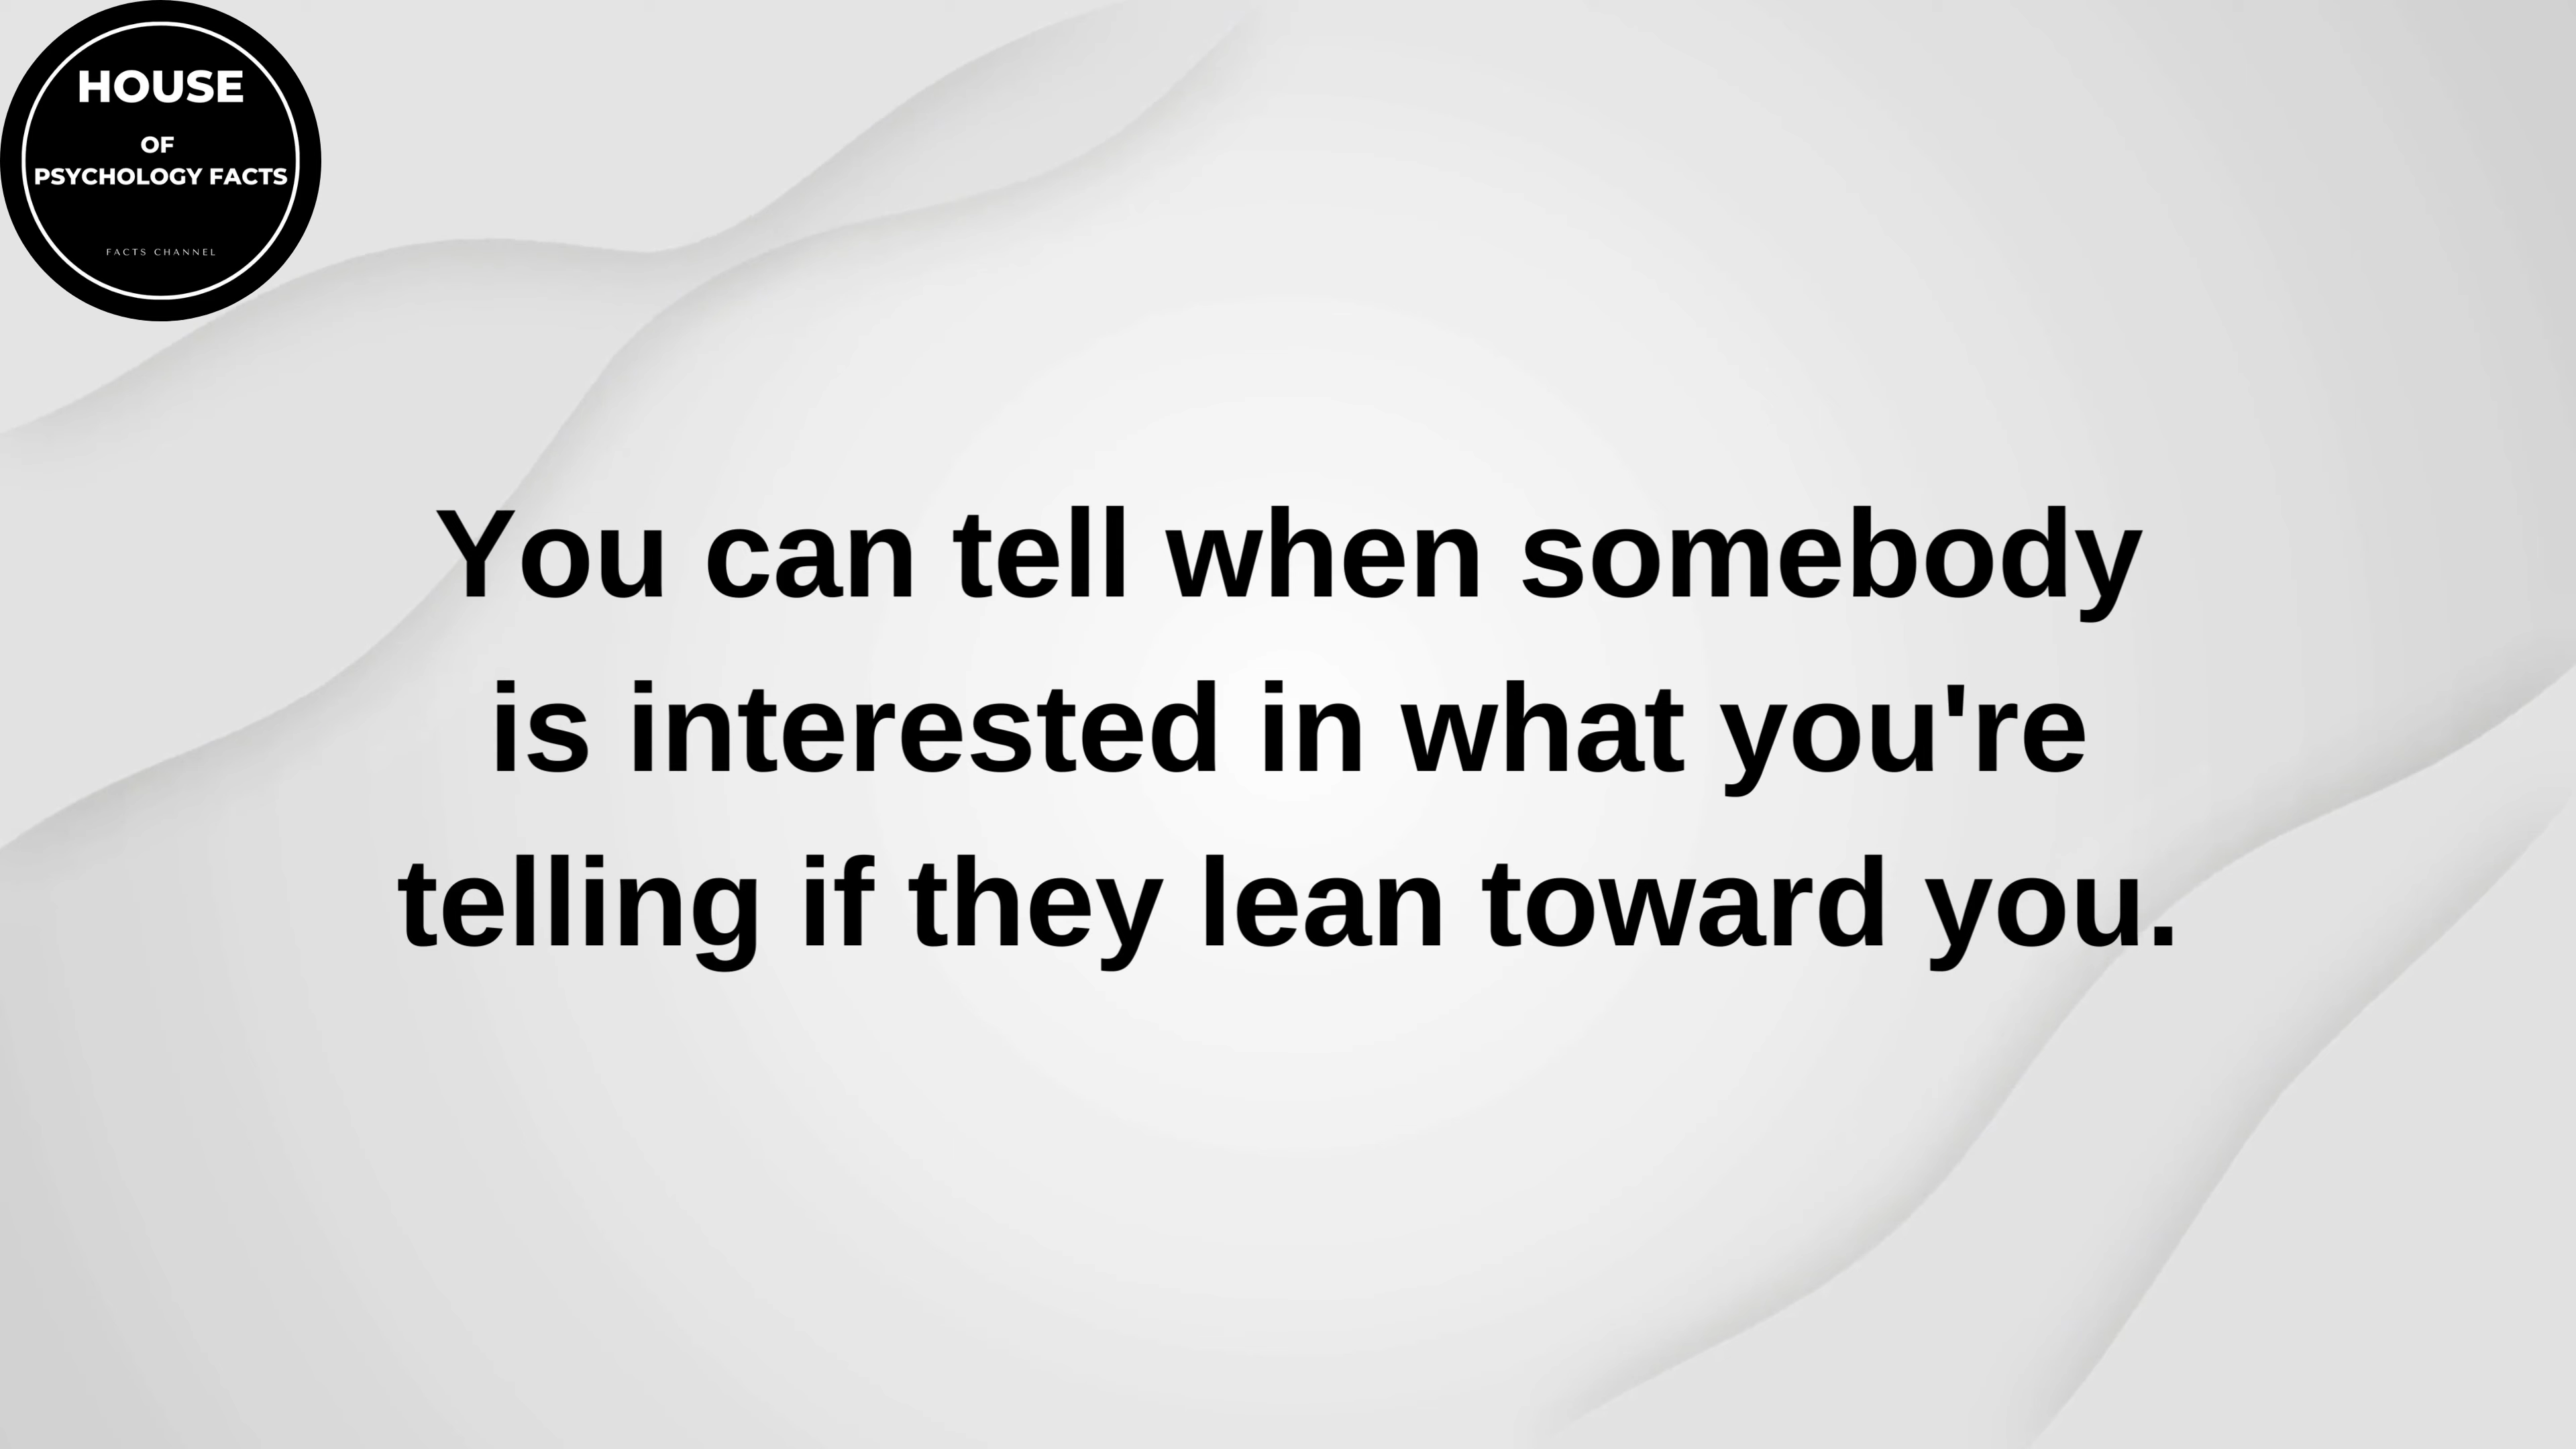 HOUSE
OF
PSYCHOLOGY FACTS
FACTS CHANNEL
You can tell when somebody
is interested in what you're
telling if they lean toward you.